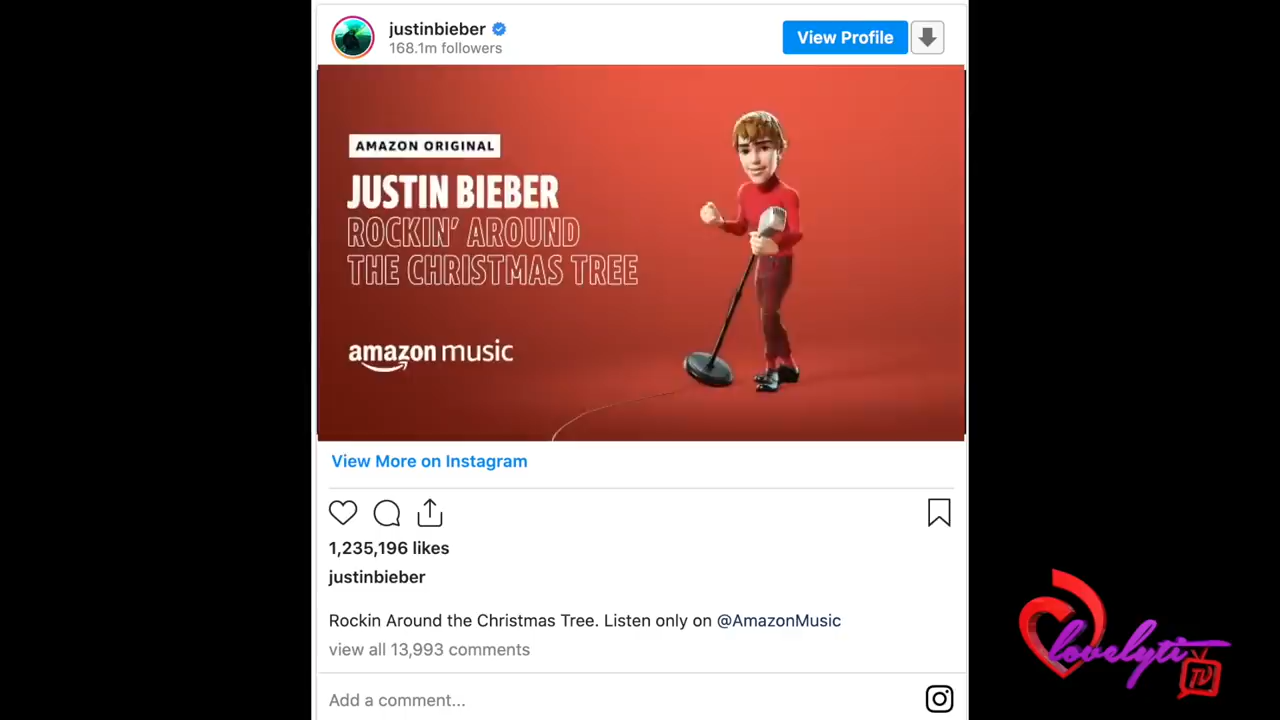 justinbieber
168.1m followers
View Profile
AMAZON ORIGINAL
JUSTIN BIEBER
ROCKIN' AROUND
THE CHRISTMAS TREE
amazon music
View More on Instagram
1,235,196 likes
justinbieber
Rockin Around the Christmas Tree. Listen only on @AmazonMusic
view all 13,993 comments
Add a comment...
lovelyti
TV